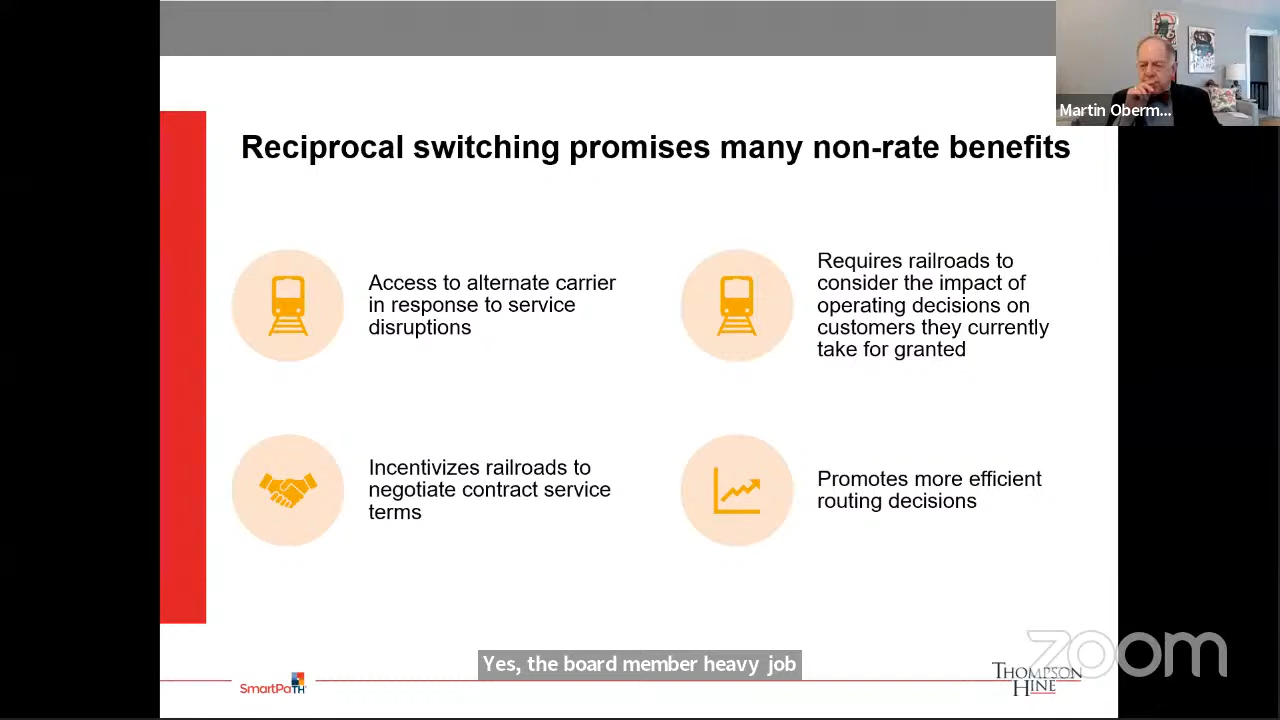 Martin Oberm...
Reciprocal switching promises many non-rate benefits
Access to alternate carrier
in response to service
disruptions
Requires railroads to
consider the impact of
operating decisions on
customers they currently
take for granted
Incentivizes railroads to
negotiate contract service
terms
Promotes more efficient
routing decisions
Yes, the board member heavy job
zoom
SmartPaTH
THOMPSON
HINE